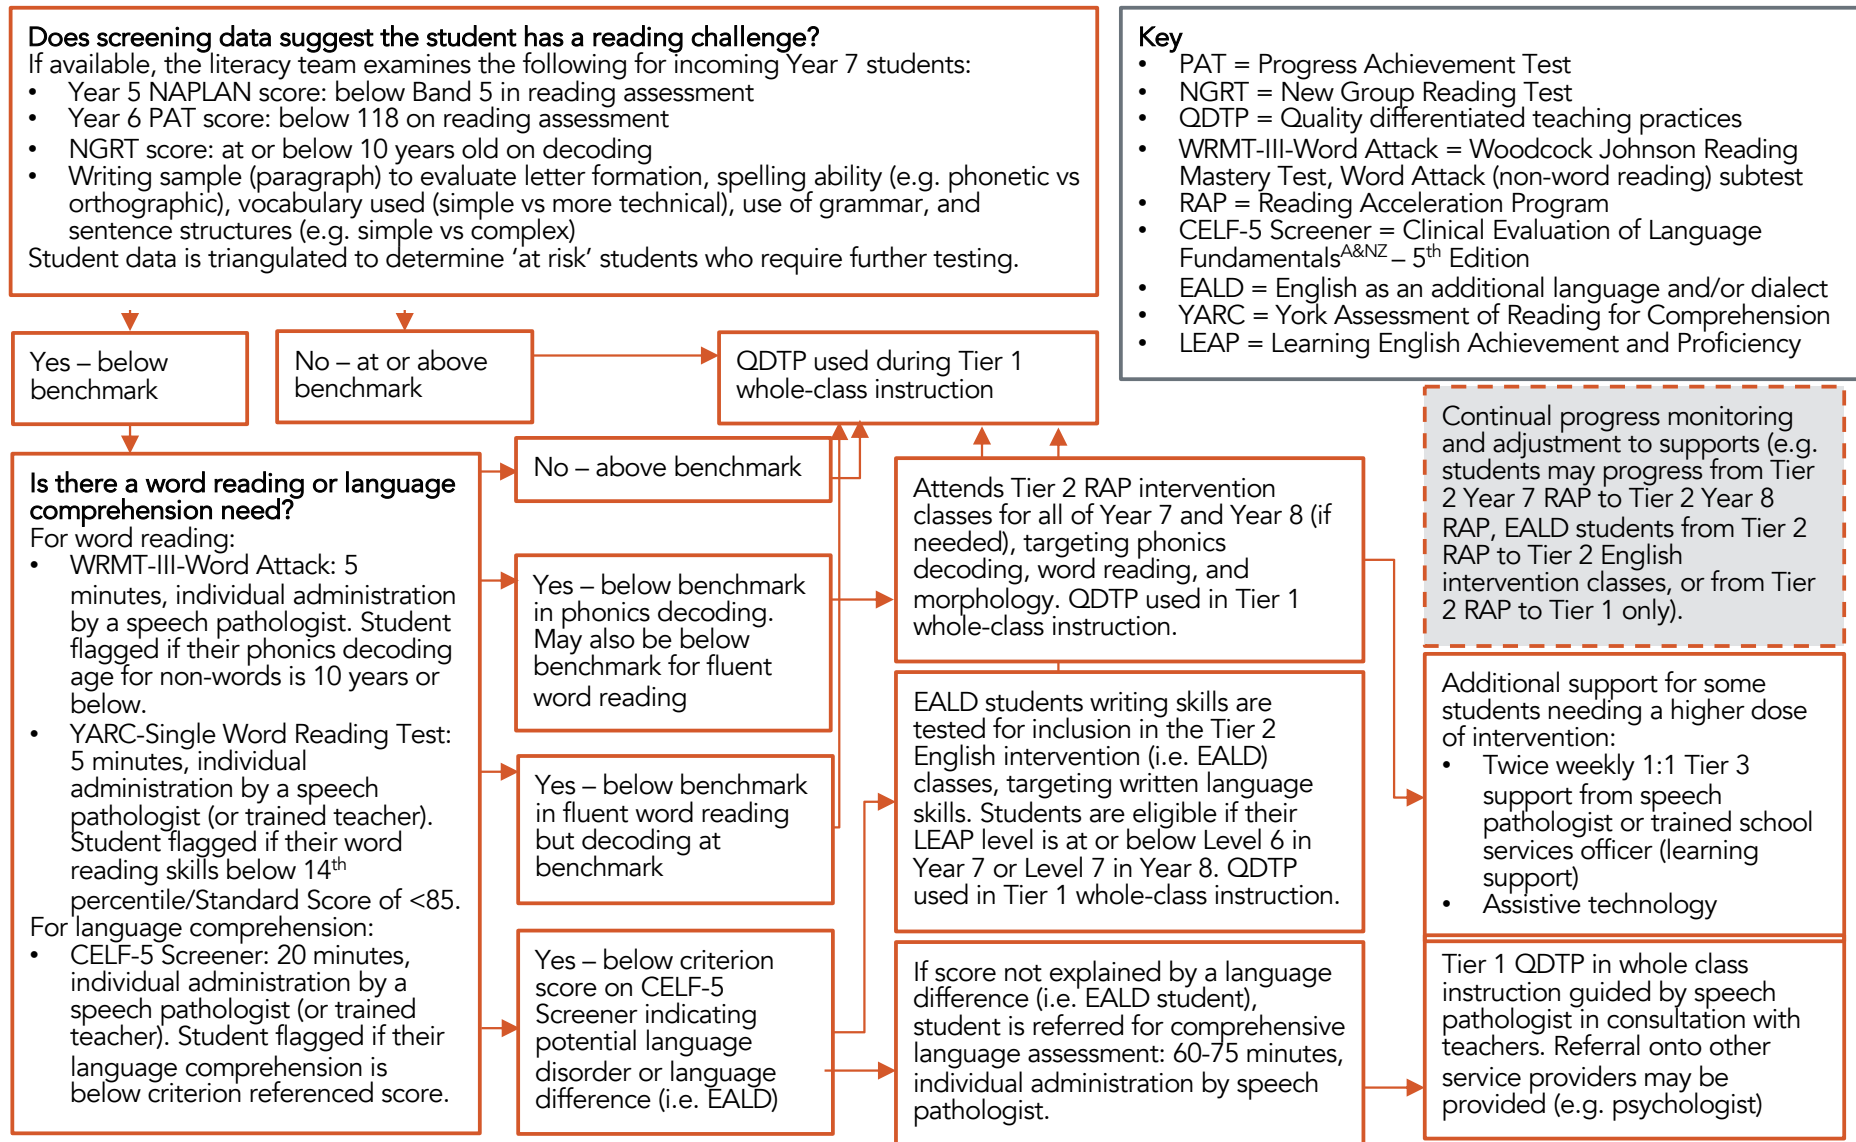 Does screening data suggest the student has a reading challenge?
If available, the literacy team examines the following for incoming Year 7 students:
• Year 5 NAPLAN score: below Band 5 in reading assessment
• Year 6 PAT score: below 118 on reading assessment
• NGRT score: at or below 10 years old on decoding
• Writing sample (paragraph) to evaluate letter formation, spelling ability (e.g. phonetic vs
orthographic), vocabulary used (simple vs more technical), use of grammar, and
sentence structures (e.g. simple vs complex)
Student data is triangulated to determine ‘at risk’ students who require further testing.
Key
• PAT = Progress Achievement Test
• NGRT = New Group Reading Test
• QDTP = Quality differentiated teaching practices
• WRMT-III-Word Attack = Woodcock Johnson Reading
Mastery Test, Word Attack (non-word reading) subtest
• RAP = Reading Acceleration Program
• CELF-5 Screener = Clinical Evaluation of Language
Fundamentals A&NZ – 5th Edition
• EALD = English as an additional language and/or dialect
• YARC = York Assessment of Reading for Comprehension
• LEAP = Learning English Achievement and Proficiency
Yes – below
benchmark
No – at or above
benchmark
QDTP used during Tier 1
whole-class instruction
Is there a word reading or language
comprehension need?
For word reading:
• WRMT-III-Word Attack: 5
minutes, individual administration
by a speech pathologist. Student
flagged if their phonics decoding
age for non-words is 10 years or
below.
• YARC-Single Word Reading Test:
5 minutes, individual
administration by a speech
pathologist (or trained teacher).
Student flagged if their word
reading skills below 14th
percentile/Standard Score of <85.
For language comprehension:
• CELF-5 Screener: 20 minutes,
individual administration by a
speech pathologist (or trained
teacher). Student flagged if their
language comprehension is
below criterion referenced score.
No – above benchmark
Yes – below benchmark
in phonics decoding.
May also be below
benchmark for fluent
word reading
Yes – below benchmark
in fluent word reading
but decoding at
benchmark
Yes – below criterion
score on CELF-5
Screener indicating
potential language
disorder or language
difference (i.e. EALD)
Attends Tier 2 RAP intervention
classes for all of Year 7 and Year 8 (if
needed), targeting phonics
decoding, word reading, and
morphology. QDTP used in Tier 1
whole-class instruction.
EALD students writing skills are
tested for inclusion in the Tier 2
English intervention (i.e. EALD)
classes, targeting written language
skills. Students are eligible if their
LEAP level is at or below Level 6 in
Year 7 or Level 7 in Year 8. QDTP
used in Tier 1 whole-class instruction.
If score not explained by a language
difference (i.e. EALD student),
student is referred for comprehensive
language assessment: 60-75 minutes,
individual administration by speech
pathologist.
Continual progress monitoring
and adjustment to supports (e.g.
students may progress from Tier
2 Year 7 RAP to Tier 2 Year 8
RAP, EALD students from Tier 2
RAP to Tier 2 English
intervention classes, or from Tier
2 RAP to Tier 1 only).
Additional support for some
students needing a higher dose
of intervention:
• Twice weekly 1:1 Tier 3
support from speech
pathologist or trained school
services officer (learning
support)
• Assistive technology
Tier 1 QDTP in whole class
instruction guided by speech
pathologist in consultation with
teachers. Referral onto other
service providers may be
provided (e.g. psychologist)